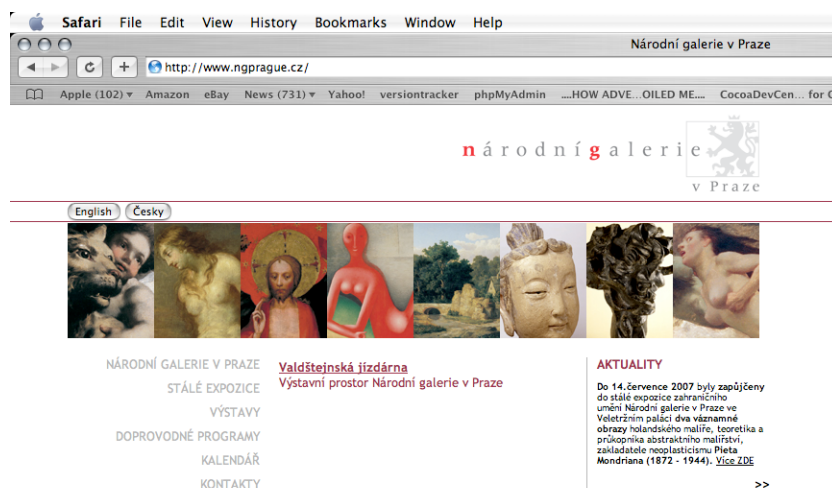 Safari File Edit View History Bookmarks Window Help
Národní galerie v Praze
http://www.ngprague.cz/
Apple (102) ▾ Amazon eBay News (731) ▾ Yahoo! versiontracker phpMyAdmin ....HOW ADVE...OILED ME.... CocoaDevCen... for
národnígalerie
v Praze
English Česky
NÁRODNÍ GALERIE V PRAZE
STÁLÉ EXPOZICE
VÝSTAVY
DOPROVODNÉ PROGRAMY
KALENDÁŘ
KONTAKTY
Valdštejnská jízdárna
Výstavní prostor Národní galerie v Praze
AKTUALITY
Do 14.července 2007 byly zapůjčeny
do stálé expozice zahraničního
umění Národní galerie v Praze ve
Veletržním paláci dva významné
obrazy holandského malíře, teoretika a
průkopníka abstraktního malířství,
zakladatele neoplasticismu Pieta
Mondriana (1872 - 1944). Více ZDE
>>